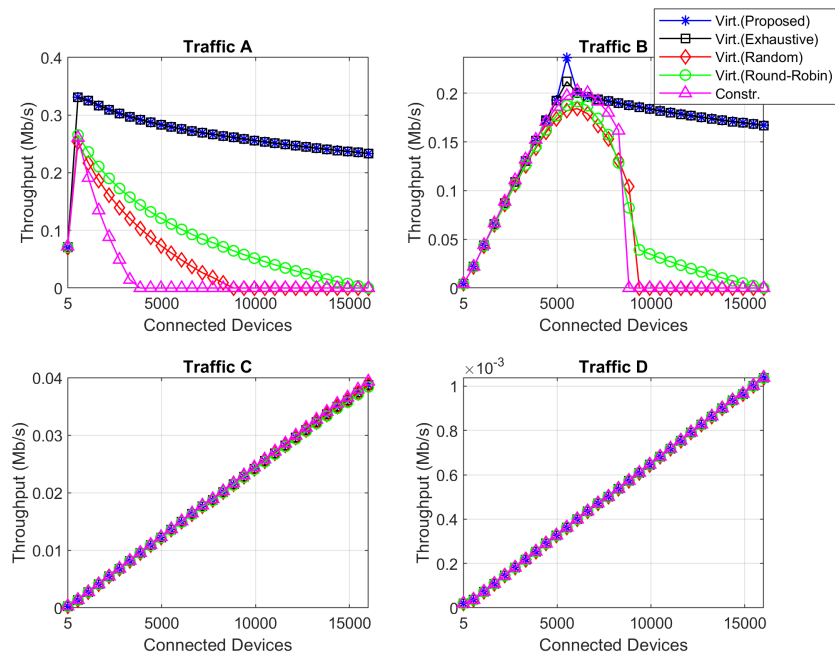 Virt.(Proposed)
Virt.(Exhaustive)
Virt.(Random)
Virt.(Round-Robin)
Constr.
Traffic A
Throughput (Mb/s)
0.4
0.3
0.2
0.1
0
5
5000
10000
15000
Connected Devices
Traffic B
Throughput (Mb/s)
0.2
0.15
0.1
0.05
0
5
5000
10000
15000
Connected Devices
Traffic C
Throughput (Mb/s)
0.04
0.03
0.02
0.01
0
5
5000
10000
15000
Connected Devices
Traffic D
×10⁻³
Throughput (Mb/s)
1
0.8
0.6
0.4
0.2
0
5
5000
10000
15000
Connected Devices